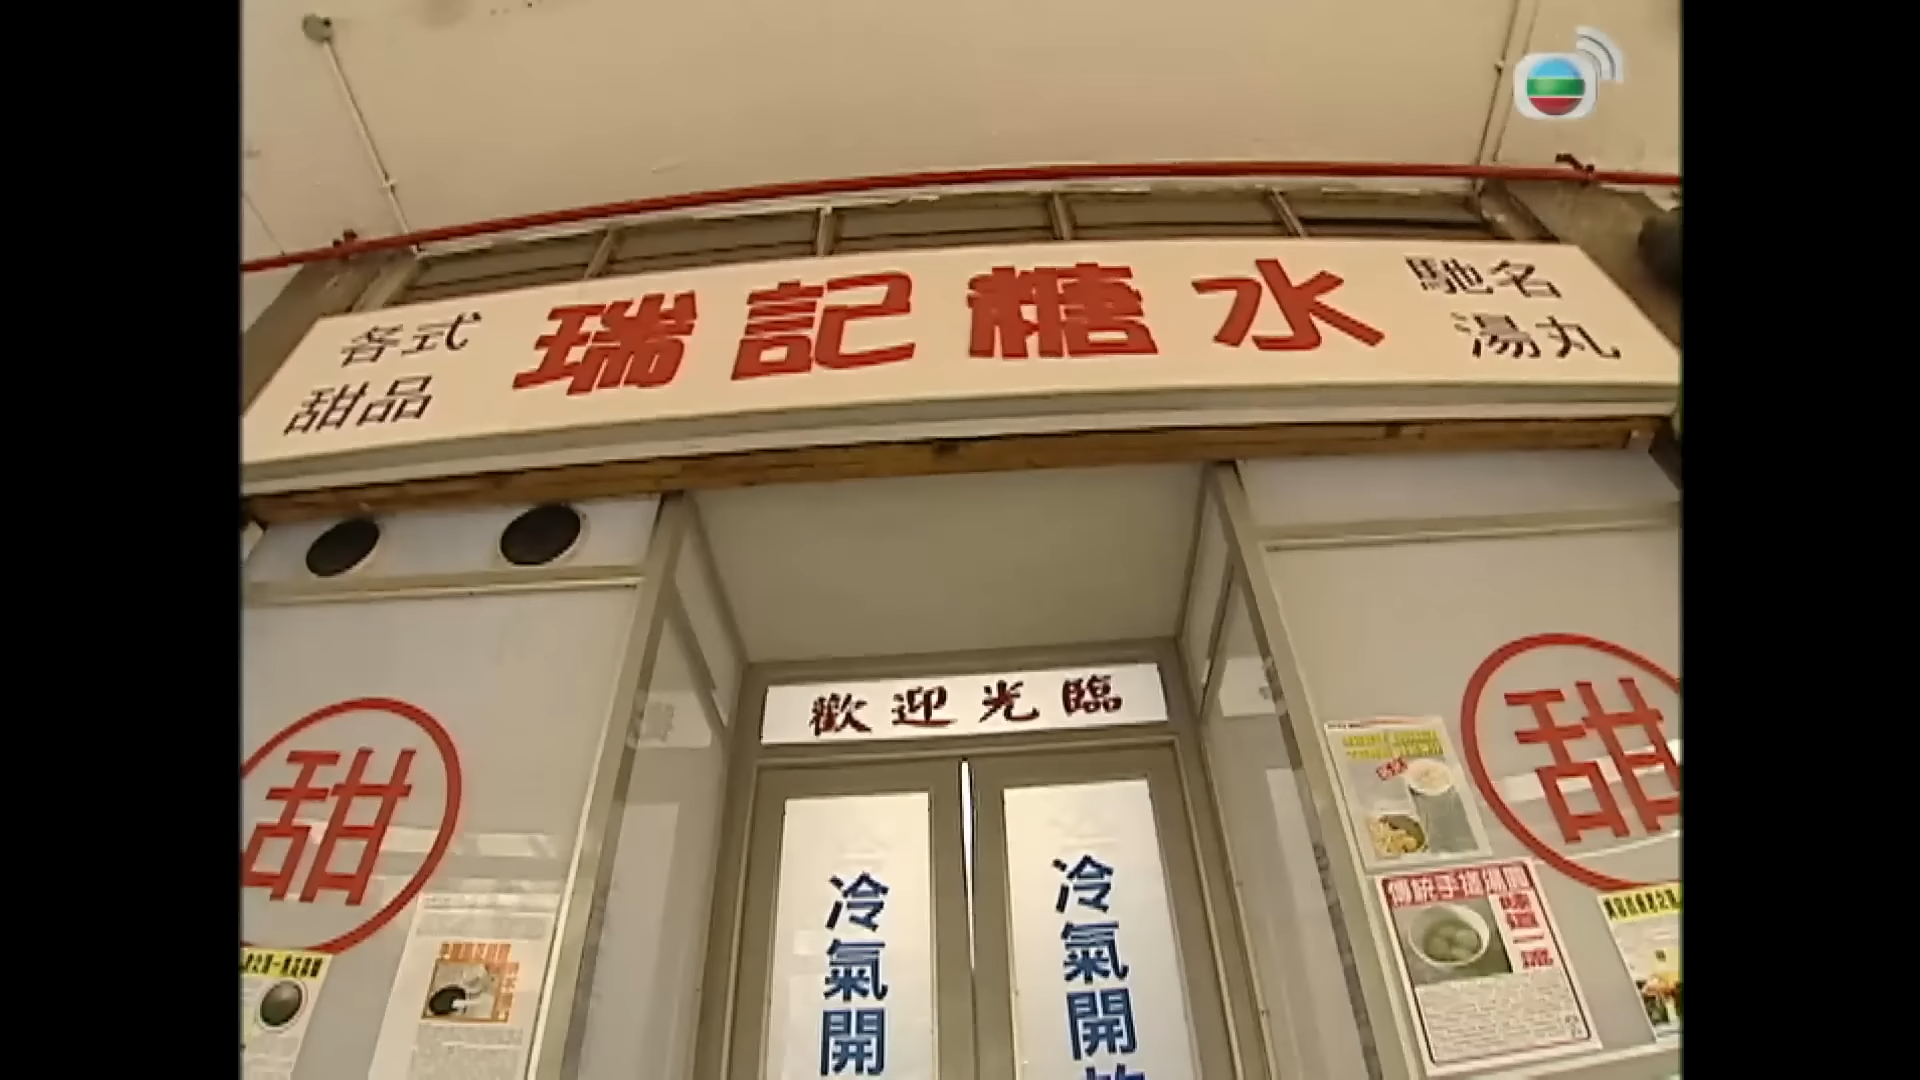 各式
甜品
瑞記糖水
馳名
湯丸
歡迎光臨
甜
甜
冷氣開
冷氣開放
傳統手搓湯圓